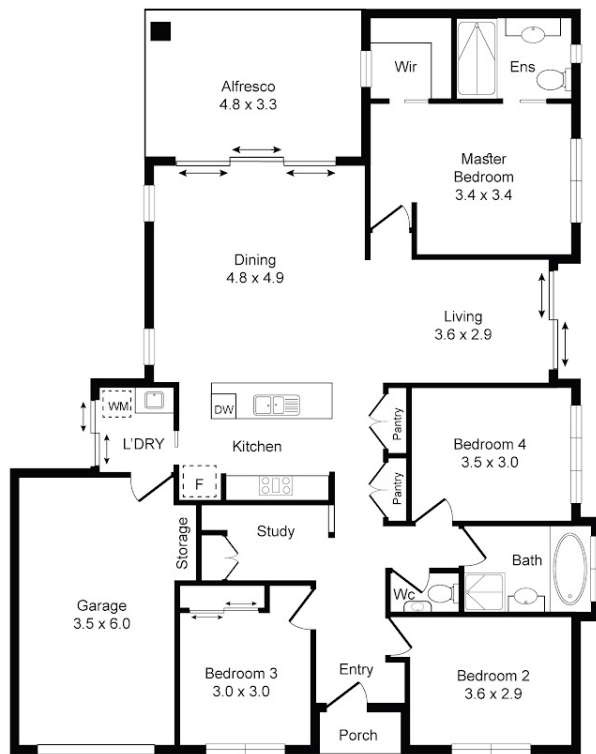 Alfresco
4.8 x 3.3
Wir
Ens
Master
Bedroom
3.4 x 3.4
Dining
4.8 x 4.9
Living
3.6 x 2.9
WM
L'DRY
DW
Kitchen
F
Pantry
Pantry
Bedroom 4
3.5 x 3.0
Storage
Study
Bath
Wc
Garage
3.5 x 6.0
Bedroom 3
3.0 x 3.0
Entry
Bedroom 2
3.6 x 2.9
Porch